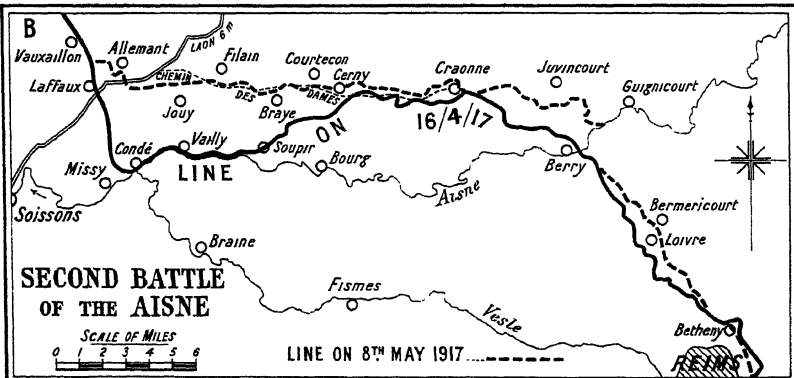 B
Vauxaillon
Allemant
LAON 6m
Filain
Courtecon
Cerny
Craonne
Juvincourt
Guignicourt
Laffaux
CHEMIN DES DAMES
Jouy
Braye
LINE ON 16/4/17
Missy
Condé
Vailly
Soupir
Bourg
Aisne
Berry
Soissons
Bermericourt
Loivre
Braine
SECOND BATTLE
OF THE AISNE
Fismes
Vesle
Betheny
REIMS
SCALE OF MILES
0 1 2 3 4 5 6
LINE ON 8TH MAY 1917